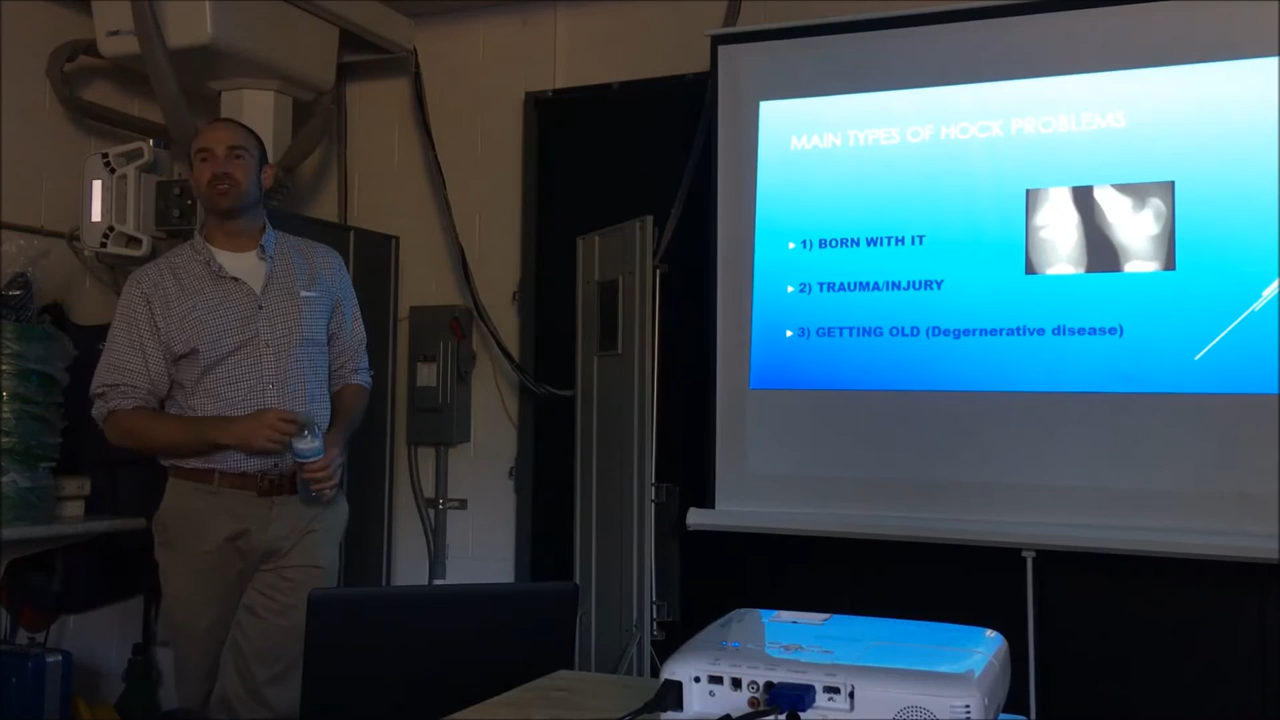 MAIN TYPES OF HOCK PROBLEMS
1) BORN WITH IT
2) TRAUMA/INJURY
3) GETTING OLD (Degernerative disease)